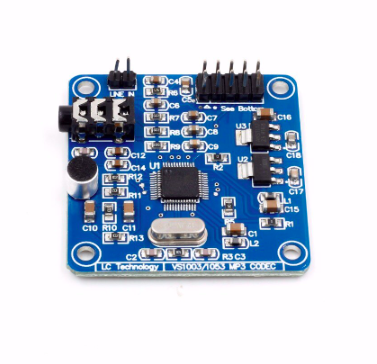 C4
LINE IN
R6
C5
See Bottom
C6
C16
R7
C7
U3
R8
C8
R9
C9
C18
C12
U1
R2
U2
C14
R12
C17
R11
L1
C15
C10
R10
C11
R1
R13
C1
L2
C2
R3 C3
LC Technology
VS1003/1053 MP3 CODEC